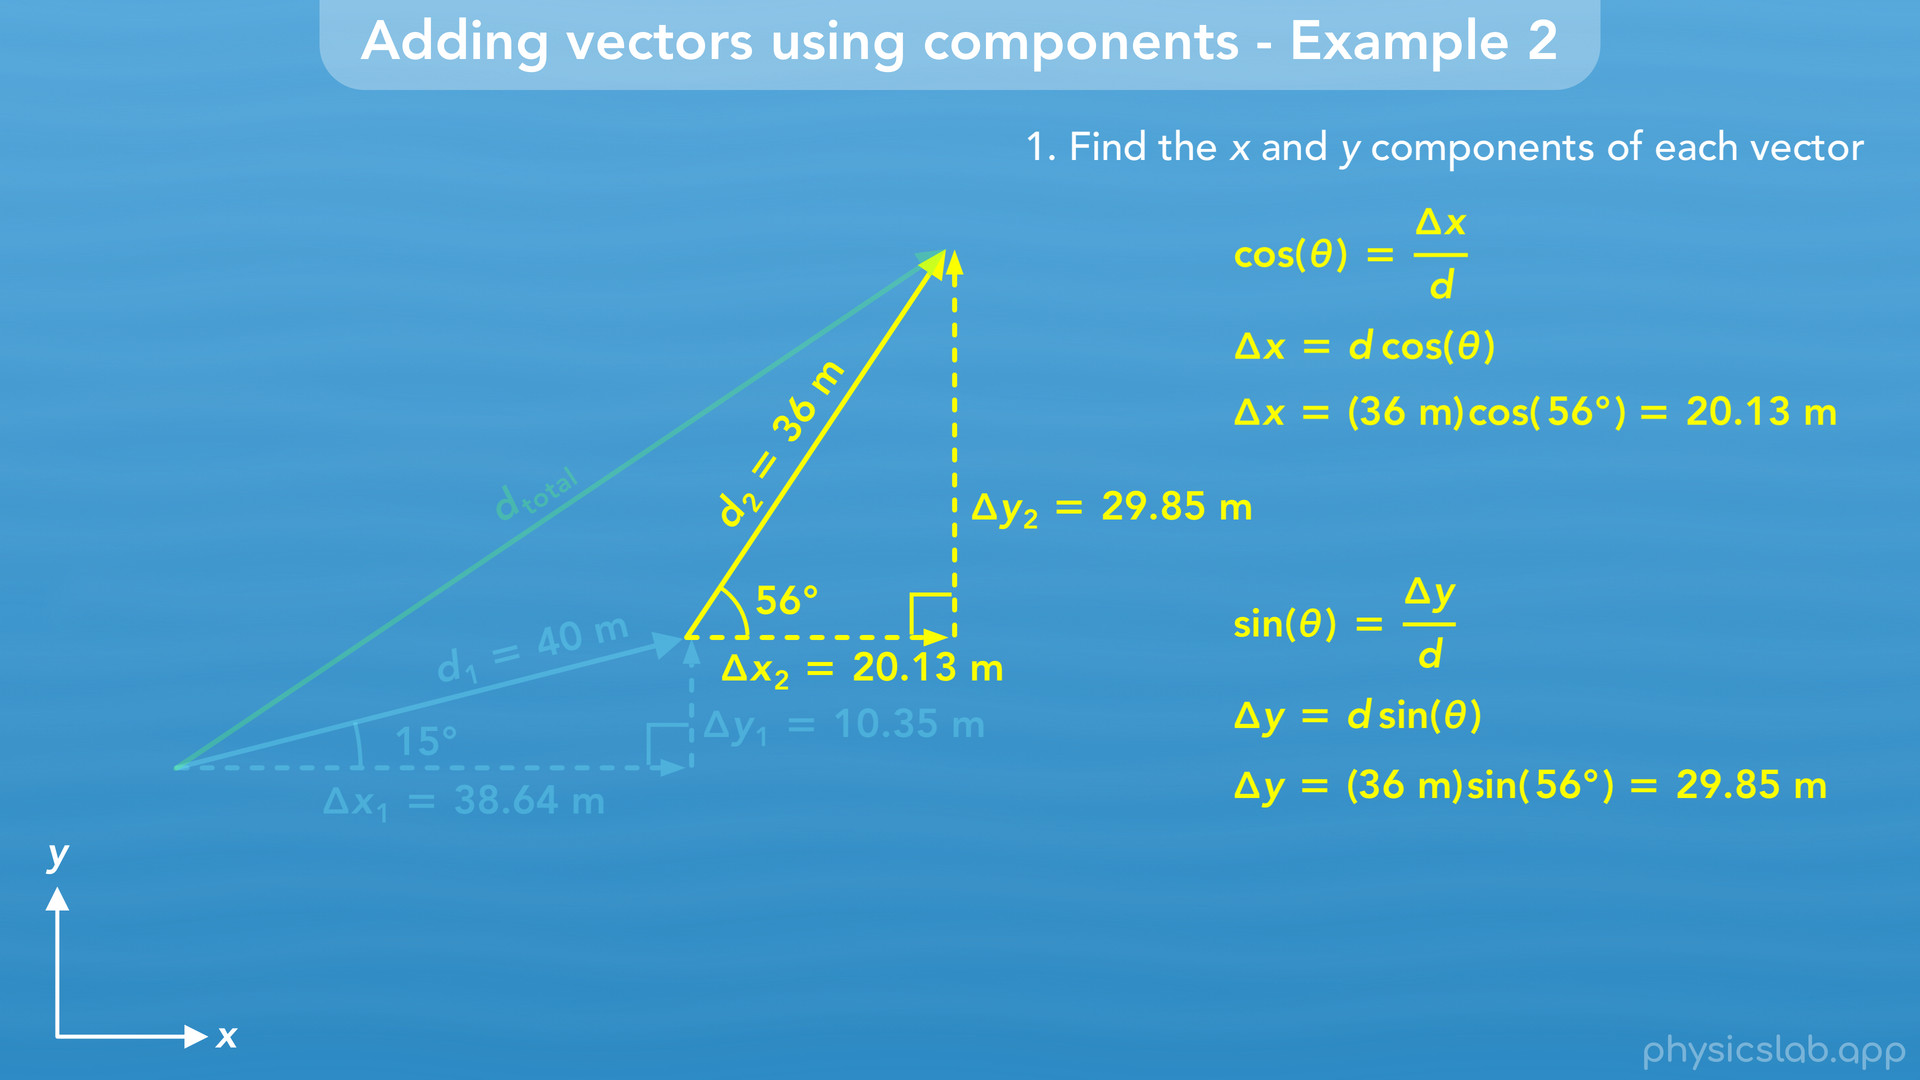 Adding vectors using components - Example 2
1. Find the x and y components of each vector
cos(θ) = Δx/d
Δx = d cos(θ)
Δx = (36 m)cos(56°) = 20.13 m
d₂ = 36 m
d_total
Δy₂ = 29.85 m
56°
sin(θ) = Δy/d
d₁ = 40 m
Δx₂ = 20.13 m
Δy₁ = 10.35 m
15°
Δy = d sin(θ)
Δy = (36 m)sin(56°) = 29.85 m
Δx₁ = 38.64 m
y
x
physicslab.app